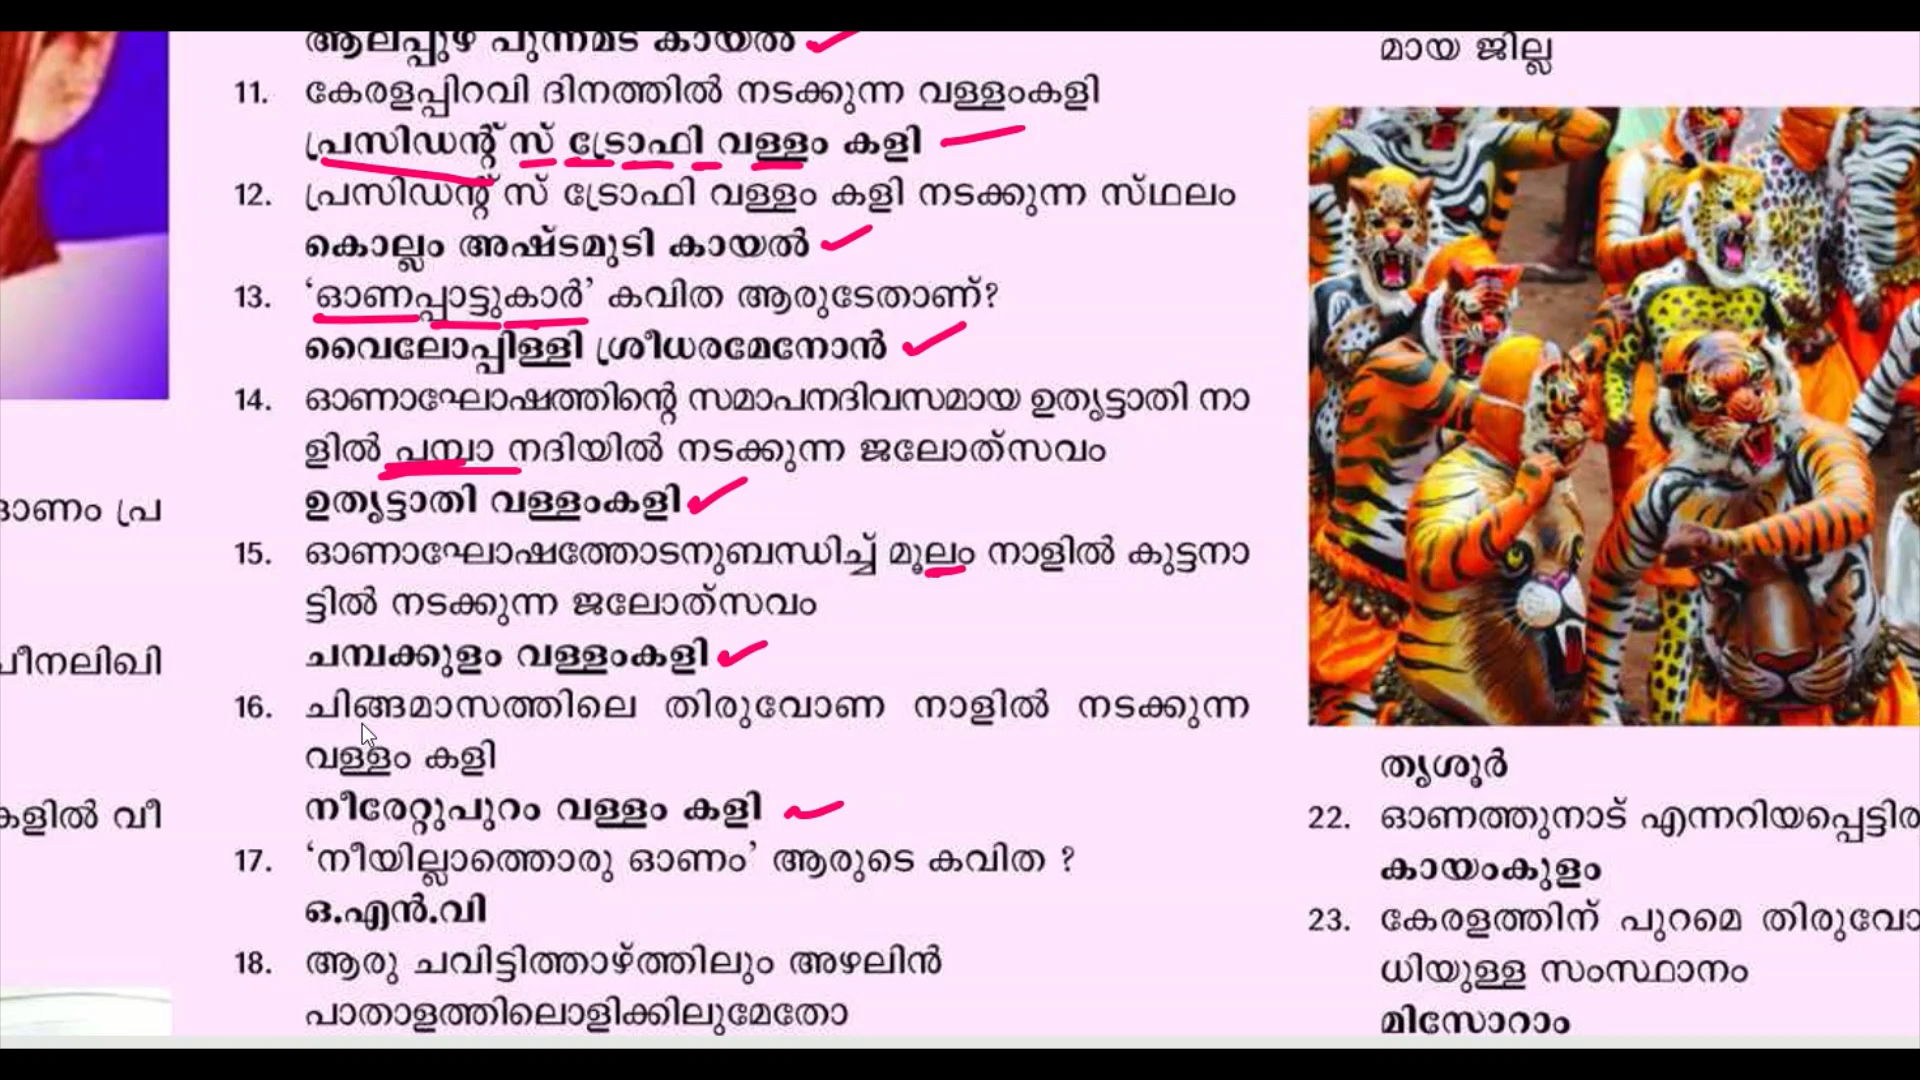 ആലപ്പുഴ പുന്നമട കായൽ
11. കേരളപ്പിറവി ദിനത്തിൽ നടക്കുന്ന വള്ളംകളി
പ്രസിഡന്റ് സ് ട്രോഫി വള്ളം കളി
12. പ്രസിഡന്റ് സ് ട്രോഫി വള്ളം കളി നടക്കുന്ന സ്ഥലം
കൊല്ലം അഷ്ടമുടി കായൽ
13. ‘ഓണപ്പാട്ടുകാർ’ കവിത ആരുടേതാണ്?
വൈലോപ്പിള്ളി ശ്രീധരമേനോൻ
14. ഓണാഘോഷത്തിന്റെ സമാപനദിവസമായ ഉതൃട്ടാതി നാ
ളിൽ പമ്പാ നദിയിൽ നടക്കുന്ന ജലോത്സവം
ഉതൃട്ടാതി വള്ളംകളി
15. ഓണാഘോഷത്തോടനുബന്ധിച്ച് മൂലം നാളിൽ കുട്ടനാ
ട്ടിൽ നടക്കുന്ന ജലോത്സവം
ചമ്പക്കുളം വള്ളംകളി
16. ചിങ്ങമാസത്തിലെ തിരുവോണ നാളിൽ നടക്കുന്ന
വള്ളം കളി
നീരേറ്റുപുറം വള്ളം കളി
17. ‘നീയില്ലാത്തൊരു ഓണം’ ആരുടെ കവിത ?
ഒ.എൻ.വി
18. ആരു ചവിട്ടിത്താഴ്ത്തിലും അഴലിൻ
പാതാളത്തിലൊളിക്കിലുമേതോ
മായ ജില്ല
തൃശൂർ
22. ഓണത്തുനാട് എന്നറിയപ്പെട്ടിര
കായംകുളം
23. കേരളത്തിന് പുറമെ തിരുവോ
ധിയുള്ള സംസ്ഥാനം
മിസോറാം